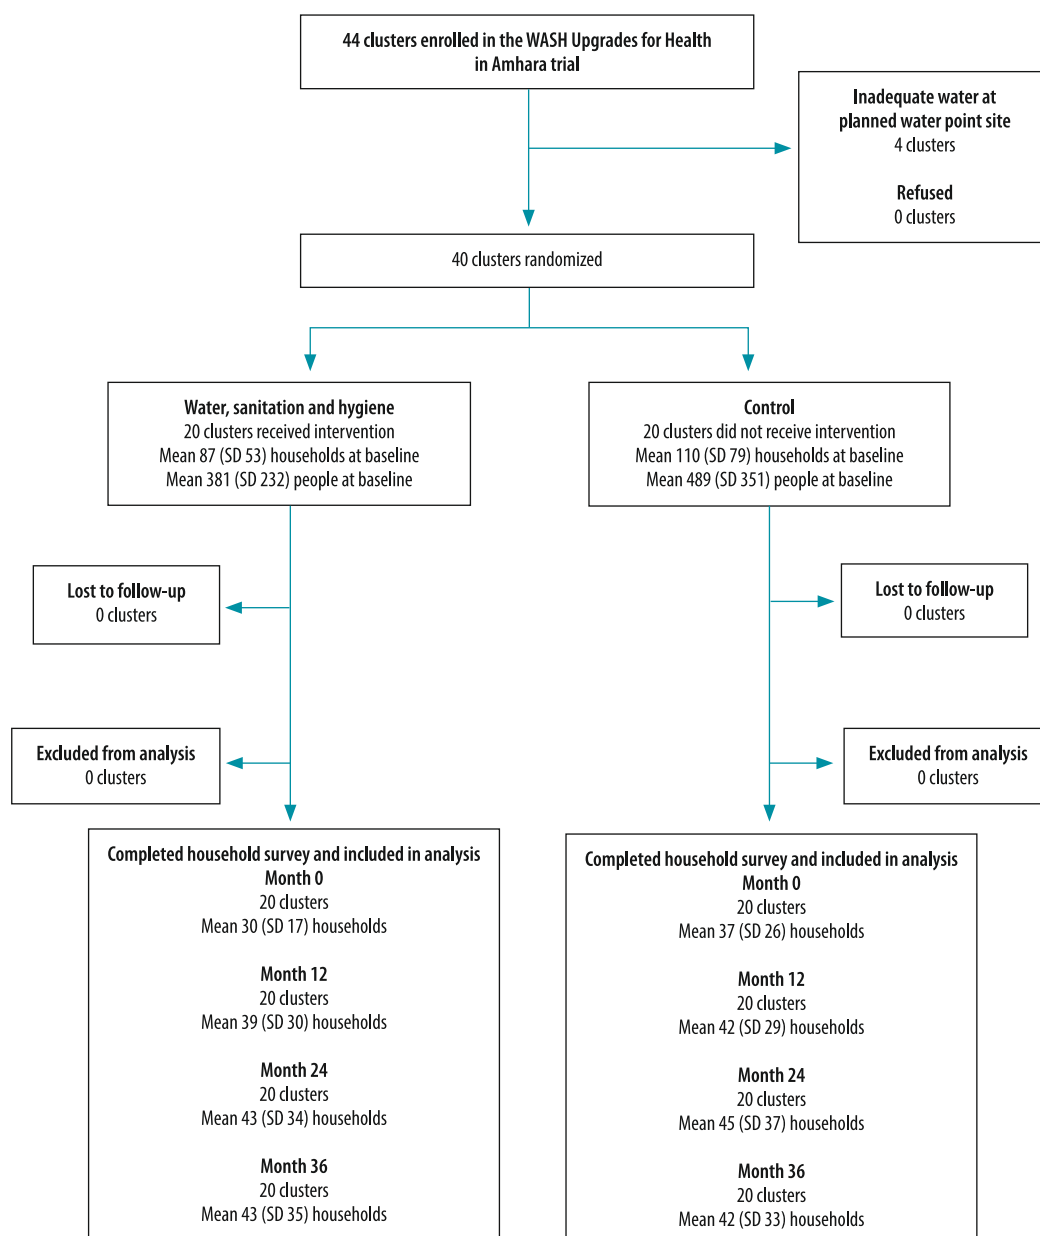 44 clusters enrolled in the WASH Upgrades for Health
in Amhara trial
Inadequate water at
planned water point site
4 clusters
Refused
0 clusters
40 clusters randomized
Water, sanitation and hygiene
20 clusters received intervention
Mean 87 (SD 53) households at baseline
Mean 381 (SD 232) people at baseline
Control
20 clusters did not receive intervention
Mean 110 (SD 79) households at baseline
Mean 489 (SD 351) people at baseline
Lost to follow-up
0 clusters
Lost to follow-up
0 clusters
Excluded from analysis
0 clusters
Excluded from analysis
0 clusters
Completed household survey and included in analysis
Month 0
20 clusters
Mean 30 (SD 17) households
Month 12
20 clusters
Mean 39 (SD 30) households
Month 24
20 clusters
Mean 43 (SD 34) households
Month 36
20 clusters
Mean 43 (SD 35) households
Completed household survey and included in analysis
Month 0
20 clusters
Mean 37 (SD 26) households
Month 12
20 clusters
Mean 42 (SD 29) households
Month 24
20 clusters
Mean 45 (SD 37) households
Month 36
20 clusters
Mean 42 (SD 33) households